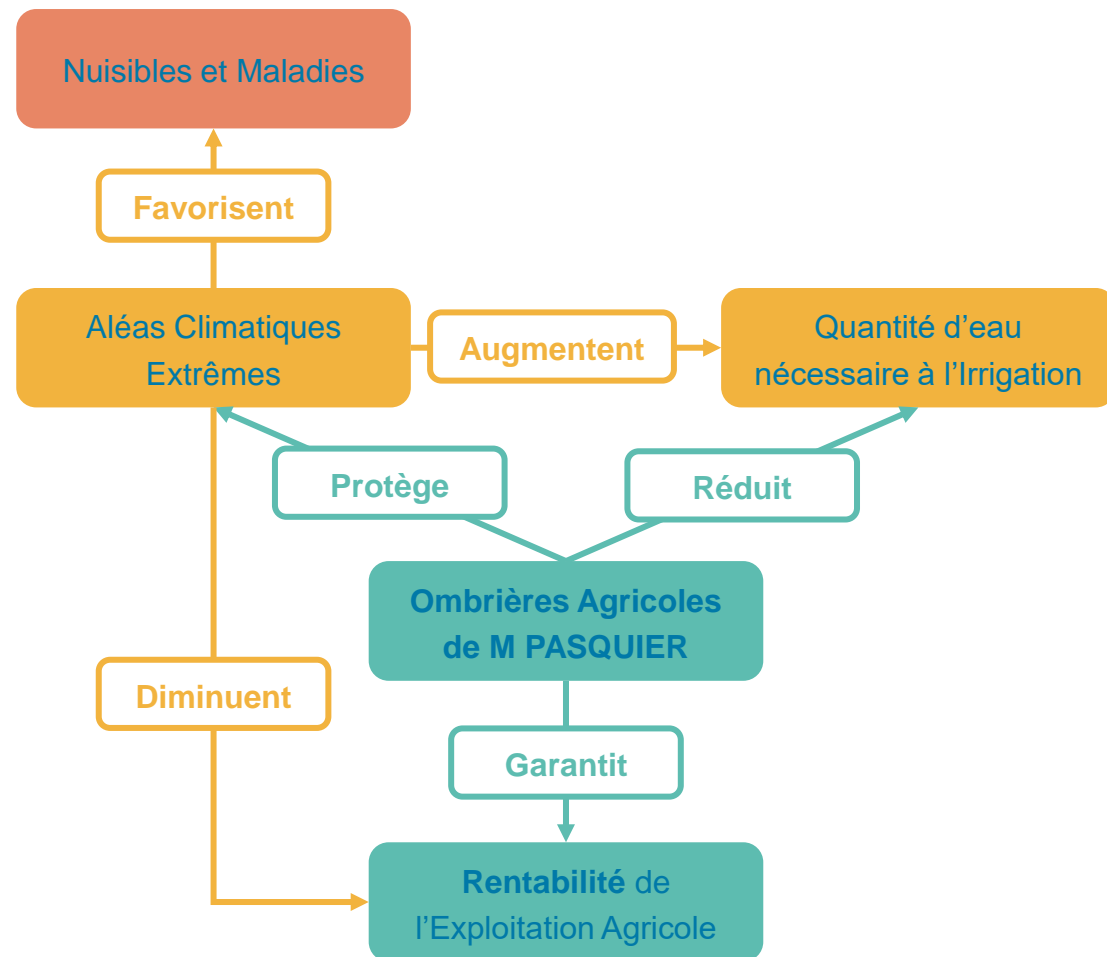 Nuisibles et Maladies
Favorisent
Aléas Climatiques
Extrêmes
Augmentent
Quantité d’eau
nécessaire à l’Irrigation
Protège
Réduit
Ombrières Agricoles
de M PASQUIER
Diminuent
Garantit
Rentabilité de
l’Exploitation Agricole